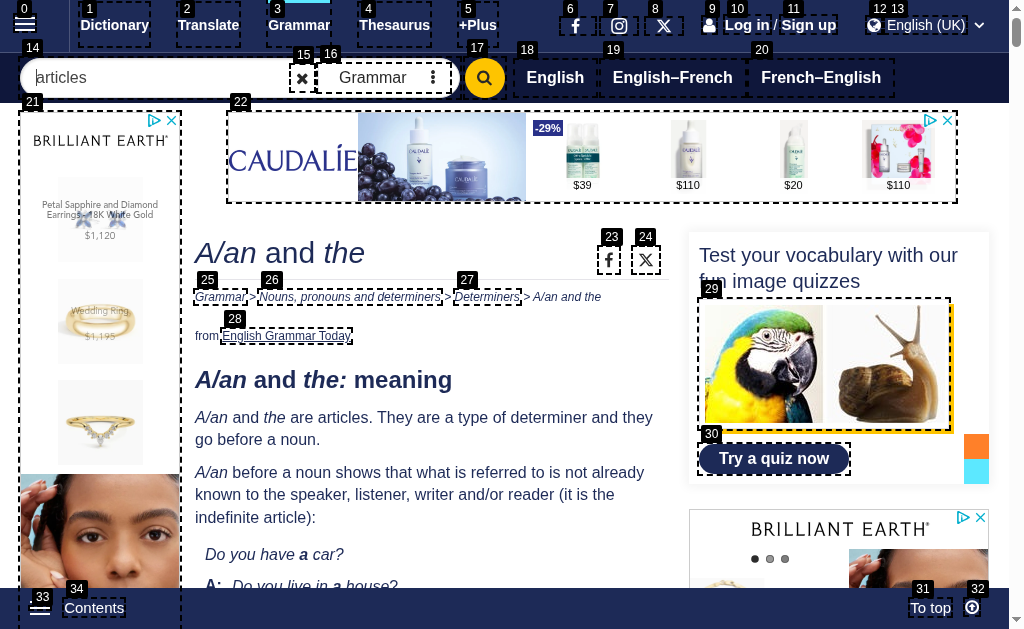 0 1 2 3 4 5 6 7 8 9 10 11 12 13
Dictionary Translate Grammar Thesaurus +Plus Log in / Sign up English (UK)
14 15 16 17 18 19 20
articles Grammar English English–French French–English
21 22
BRILLIANT EARTH®
Petal Sapphire and Diamond
Earrings - 18K White Gold
$1,120
Wedding Ring
$1,195
CAUDALÍE
-29%
$39 $110 $20 $110
A/an and the
23 24
25 26 27
Grammar > Nouns, pronouns and determiners > Determiners > A/an and the
28
from English Grammar Today
A/an and the: meaning
A/an and the are articles. They are a type of determiner and they
go before a noun.
A/an before a noun shows that what is referred to is not already
known to the speaker, listener, writer and/or reader (it is the
indefinite article):
Do you have a car?
A: Do you live in a house?
Test your vocabulary with our
fun image quizzes
29
30
Try a quiz now
BRILLIANT EARTH®
33 34 31 32
Contents To top